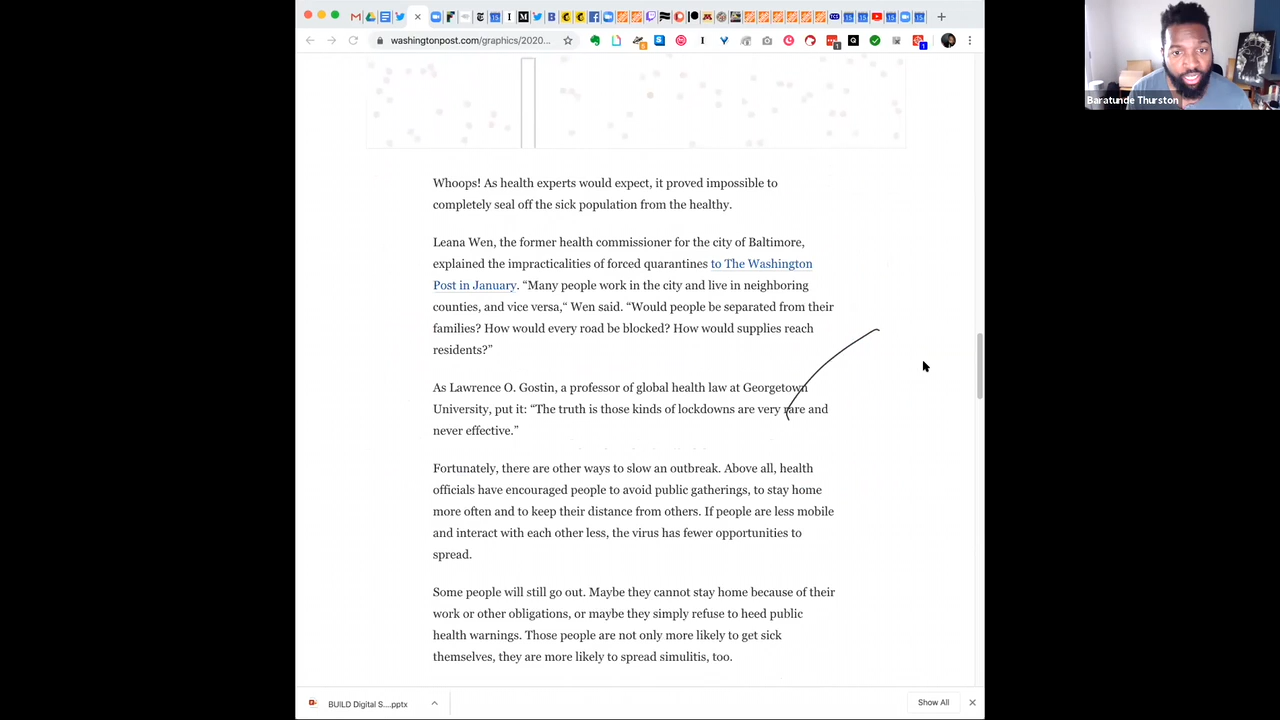 washingtonpost.com/graphics/2020...
Baratunde Thurston
Whoops! As health experts would expect, it proved impossible to
completely seal off the sick population from the healthy.
Leana Wen, the former health commissioner for the city of Baltimore,
explained the impracticalities of forced quarantines to The Washington
Post in January. “Many people work in the city and live in neighboring
counties, and vice versa,“ Wen said. “Would people be separated from their
families? How would every road be blocked? How would supplies reach
residents?”
As Lawrence O. Gostin, a professor of global health law at Georgetown
University, put it: “The truth is those kinds of lockdowns are very rare and
never effective.”
Fortunately, there are other ways to slow an outbreak. Above all, health
officials have encouraged people to avoid public gatherings, to stay home
more often and to keep their distance from others. If people are less mobile
and interact with each other less, the virus has fewer opportunities to
spread.
Some people will still go out. Maybe they cannot stay home because of their
work or other obligations, or maybe they simply refuse to heed public
health warnings. Those people are not only more likely to get sick
themselves, they are more likely to spread simulitis, too.
BUILD Digital S....pptx
Show All